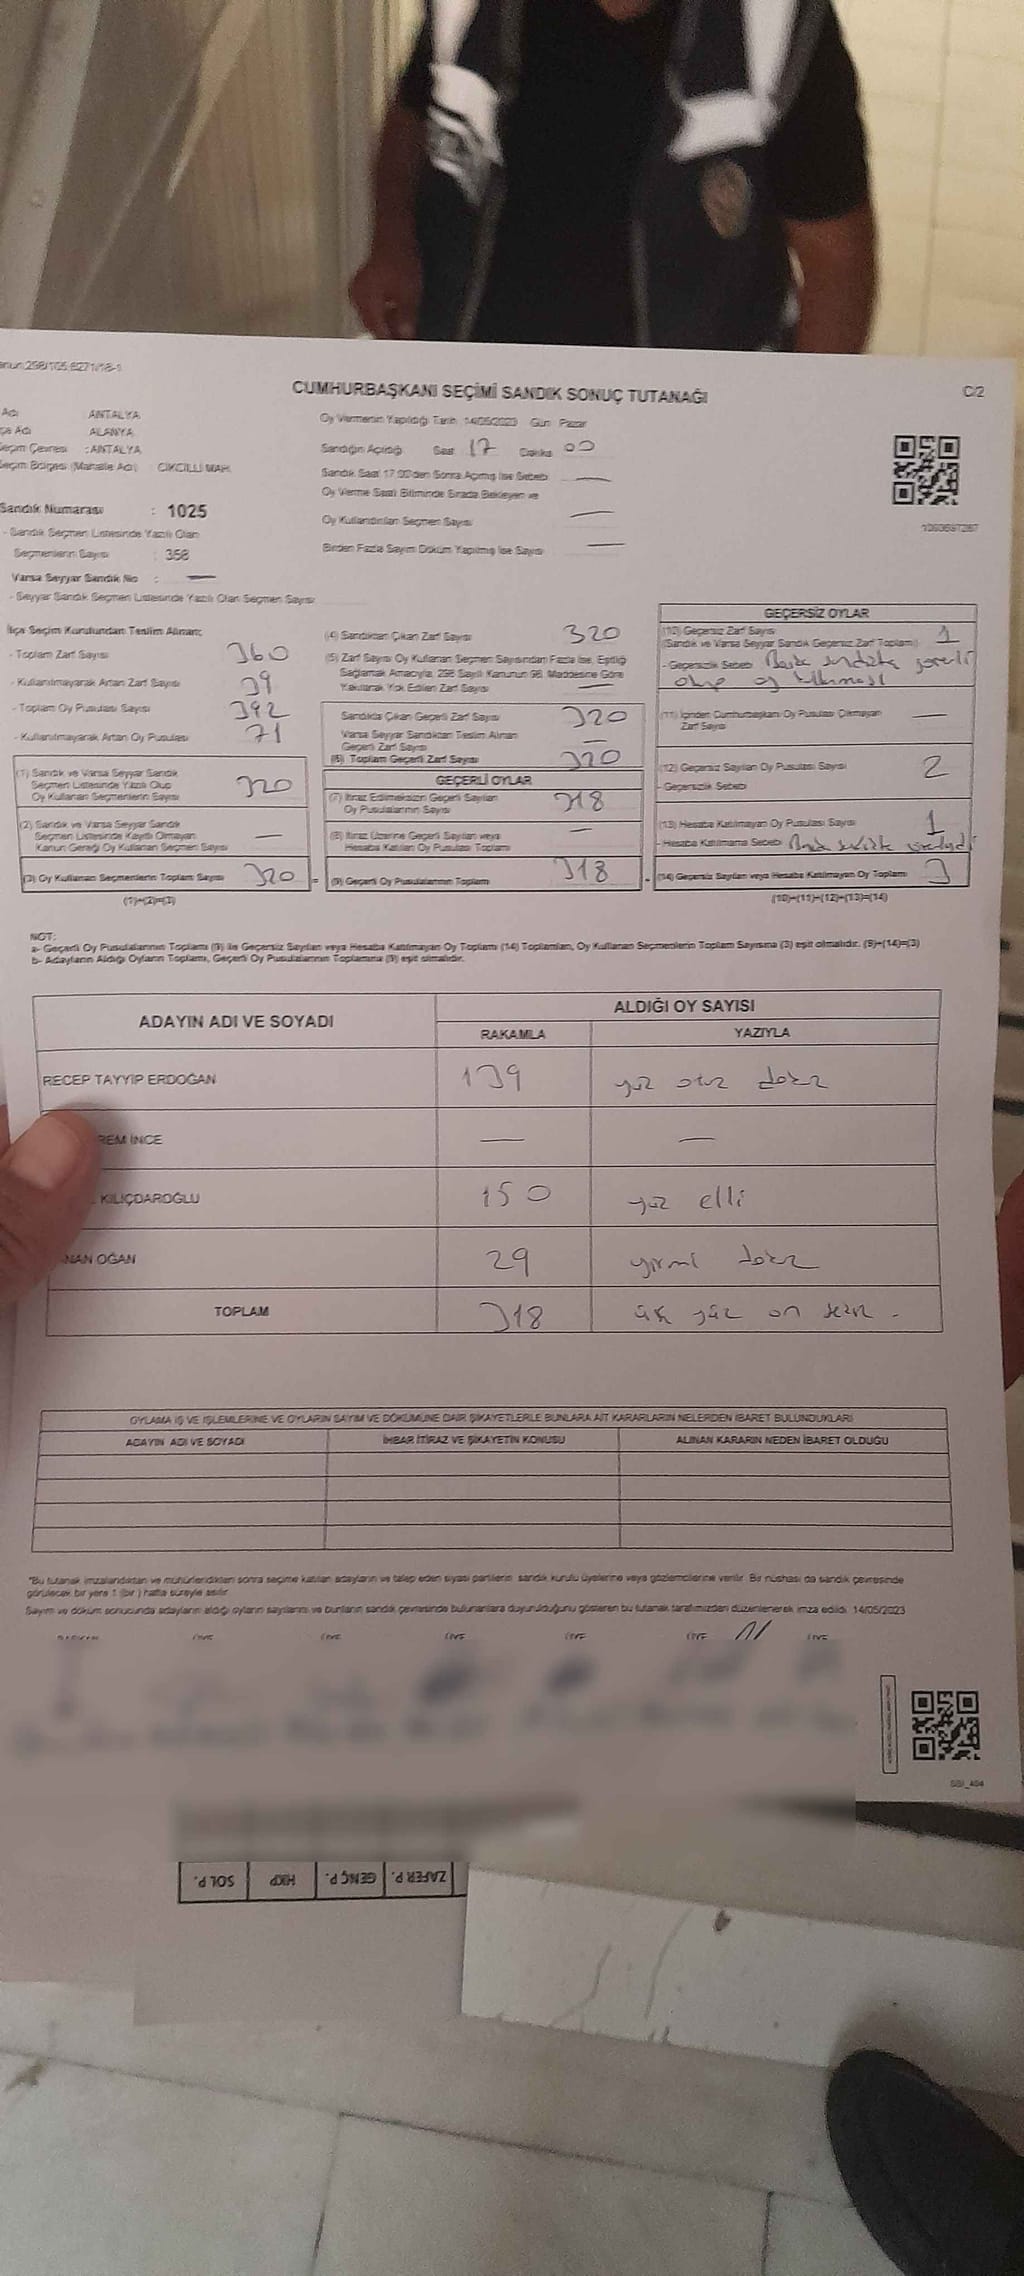 CUMHURBAŞKANI SEÇİMİ SANDIK SONUÇ TUTANAĞI
C/2
ANTALYA
Oy Vermenin Yapıldığı Tarih 14/05/2023 Gün Pazar
ALANYA
Seçim Çevresi : ANTALYA
Sandığın Açıldığı Saat 17 Dakika 00
Seçim Bölgesi (Mahalle Adı) CİKCİLLİ MAH.
Sandık Saat 17.00'den Sonra Açılmış İse Sebebi —
Oy Verme Saati Bitiminde Sırada Bekleyen ve
Oy Kullandırılan Seçmen Sayısı —
Sandık Numarası : 1025
- Sandık Seçmen Listesinde Yazılı Olan
Seçmenlerin Sayısı : 358
Birden Fazla Sayım Döküm Yapılmış İse Sayısı —
Varsa Seyyar Sandık No : —
- Seyyar Sandık Seçmen Listesinde Yazılı Olan Seçmen Sayısı
İlçe Seçim Kurulundan Teslim Alınan;
- Toplam Zarf Sayısı 360
- Kullanılmayarak Artan Zarf Sayısı 39
- Toplam Oy Pusulası Sayısı 392
- Kullanılmayarak Artan Oy Pusulası 71
(1) Sandık ve Varsa Seyyar Sandık
Seçmen Listesinde Yazılı Olup
Oy Kullanan Seçmenlerin Sayısı 320
(2) Sandık ve Varsa Seyyar Sandık
Seçmen Listesinde Kayıtlı Olmayan
Kanun Gereği Oy Kullanan Seçmen Sayısı —
(3) Oy Kullanan Seçmenlerin Toplam Sayısı 320
(1)+(2)=(3)
(4) Sandıktan Çıkan Zarf Sayısı 320
(5) Zarf Sayısı Oy Kullanan Seçmen Sayısından Fazla İse, Eşitliği
Sağlamak Amacıyla, 298 Sayılı Kanunun 98. Maddesine Göre
Yakılarak Yok Edilen Zarf Sayısı —
Sandıkta Çıkan Geçerli Zarf Sayısı 320
Varsa Seyyar Sandıktan Teslim Alınan
Geçerli Zarf Sayısı —
(6) Toplam Geçerli Zarf Sayısı 320
GEÇERLİ OYLAR
(7) İtiraz Edilmeksizin Geçerli Sayılan
Oy Pusulalarının Sayısı 318
(8) İtiraz Üzerine Geçerli Sayılan veya
Hesaba Katılan Oy Pusulası Toplamı —
(9) Geçerli Oy Pusulalarının Toplamı 318
GEÇERSİZ OYLAR
(10) Geçersiz Zarf Sayısı
(Sandık ve Varsa Seyyar Sandık Geçersiz Zarf Toplamı) 1
- Geçersizlik Sebebi Başka sandıkta görevli
olup oy kullanması
(11) İçinden Cumhurbaşkanı Oy Pusulası Çıkmayan
Zarf Sayısı —
(12) Geçersiz Sayılan Oy Pusulası Sayısı 2
- Geçersizlik Sebebi
(13) Hesaba Katılmayan Oy Pusulası Sayısı 1
- Hesaba Katılmama Sebebi Başka sandıkta
(14) Geçersiz Sayılan veya Hesaba Katılmayan Oy Toplamı 3
(10)+(11)+(12)+(13)=(14)
NOT:
a- Geçerli Oy Pusulalarının Toplamı (9) ile Geçersiz Sayılan veya Hesaba Katılmayan Oy Toplamı (14) Toplamları, Oy Kullanan Seçmenlerin Toplam Sayısına (3) eşit olmalıdır. (9)+(14)=(3)
b- Adayların Aldığı Oyların Toplamı, Geçerli Oy Pusulalarının Toplamına (9) eşit olmalıdır.
ADAYIN ADI VE SOYADI
ALDIĞI OY SAYISI
RAKAMLA YAZIYLA
RECEP TAYYİP ERDOĞAN 139 yüz otuz dokuz
REM İNCE — —
KILIÇDAROĞLU 150 yüz elli
NAN OĞAN 29 yirmi dokuz
TOPLAM 318 üç yüz on sekiz.
OYLAMA İŞ VE İŞLEMLERİNE VE OYLARIN SAYIM VE DÖKÜMÜNE DAİR ŞİKAYETLERLE BUNLARA AİT KARARLARIN NELERDEN İBARET BULUNDUKLARI
ADAYIN ADI VE SOYADI İHBAR İTİRAZ VE ŞİKAYETİN KONUSU ALINAN KARARIN NEDEN İBARET OLDUĞU
*Bu tutanak imzalandıktan ve mühürlendikten sonra seçime katılan adayların ve talep eden siyasi partilerin sandık kurulu üyelerine veya gözlemcilerine verilir. Bir nüshası da sandık çevresinde
görülecek bir yere 1 (bir) hafta süreyle asılır.
Sayım ve döküm sonucunda adayların aldığı oyların sayılarını ve bunların sandık çevresinde bulunanlara duyurulduğunu gösteren bu tutanak tarafımızdan düzenlenerek imza edildi. 14/05/2023
BAŞKAN ÜYE ÜYE ÜYE ÜYE ÜYE ÜYE
SOL P. HKP GENÇ P. ZAFER P.